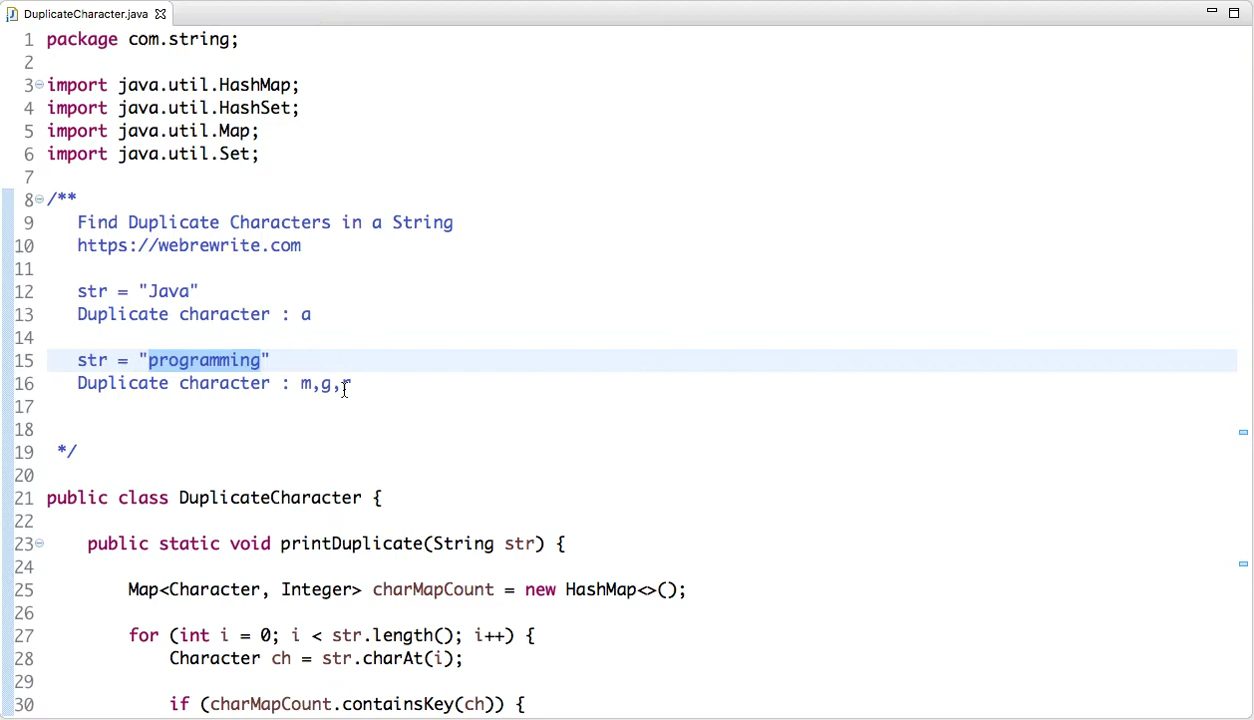 DuplicateCharacter.java
1 package com.string;
2
3 import java.util.HashMap;
4 import java.util.HashSet;
5 import java.util.Map;
6 import java.util.Set;
7
8 /**
9 Find Duplicate Characters in a String
10 https://webrewrite.com
11
12 str = "Java"
13 Duplicate character : a
14
15 str = "programming"
16 Duplicate character : m,g,r
17
18
19 */
20
21 public class DuplicateCharacter {
22
23 public static void printDuplicate(String str) {
24
25 Map<Character, Integer> charMapCount = new HashMap<>();
26
27 for (int i = 0; i < str.length(); i++) {
28 Character ch = str.charAt(i);
29
30 if (charMapCount.containsKey(ch)) {